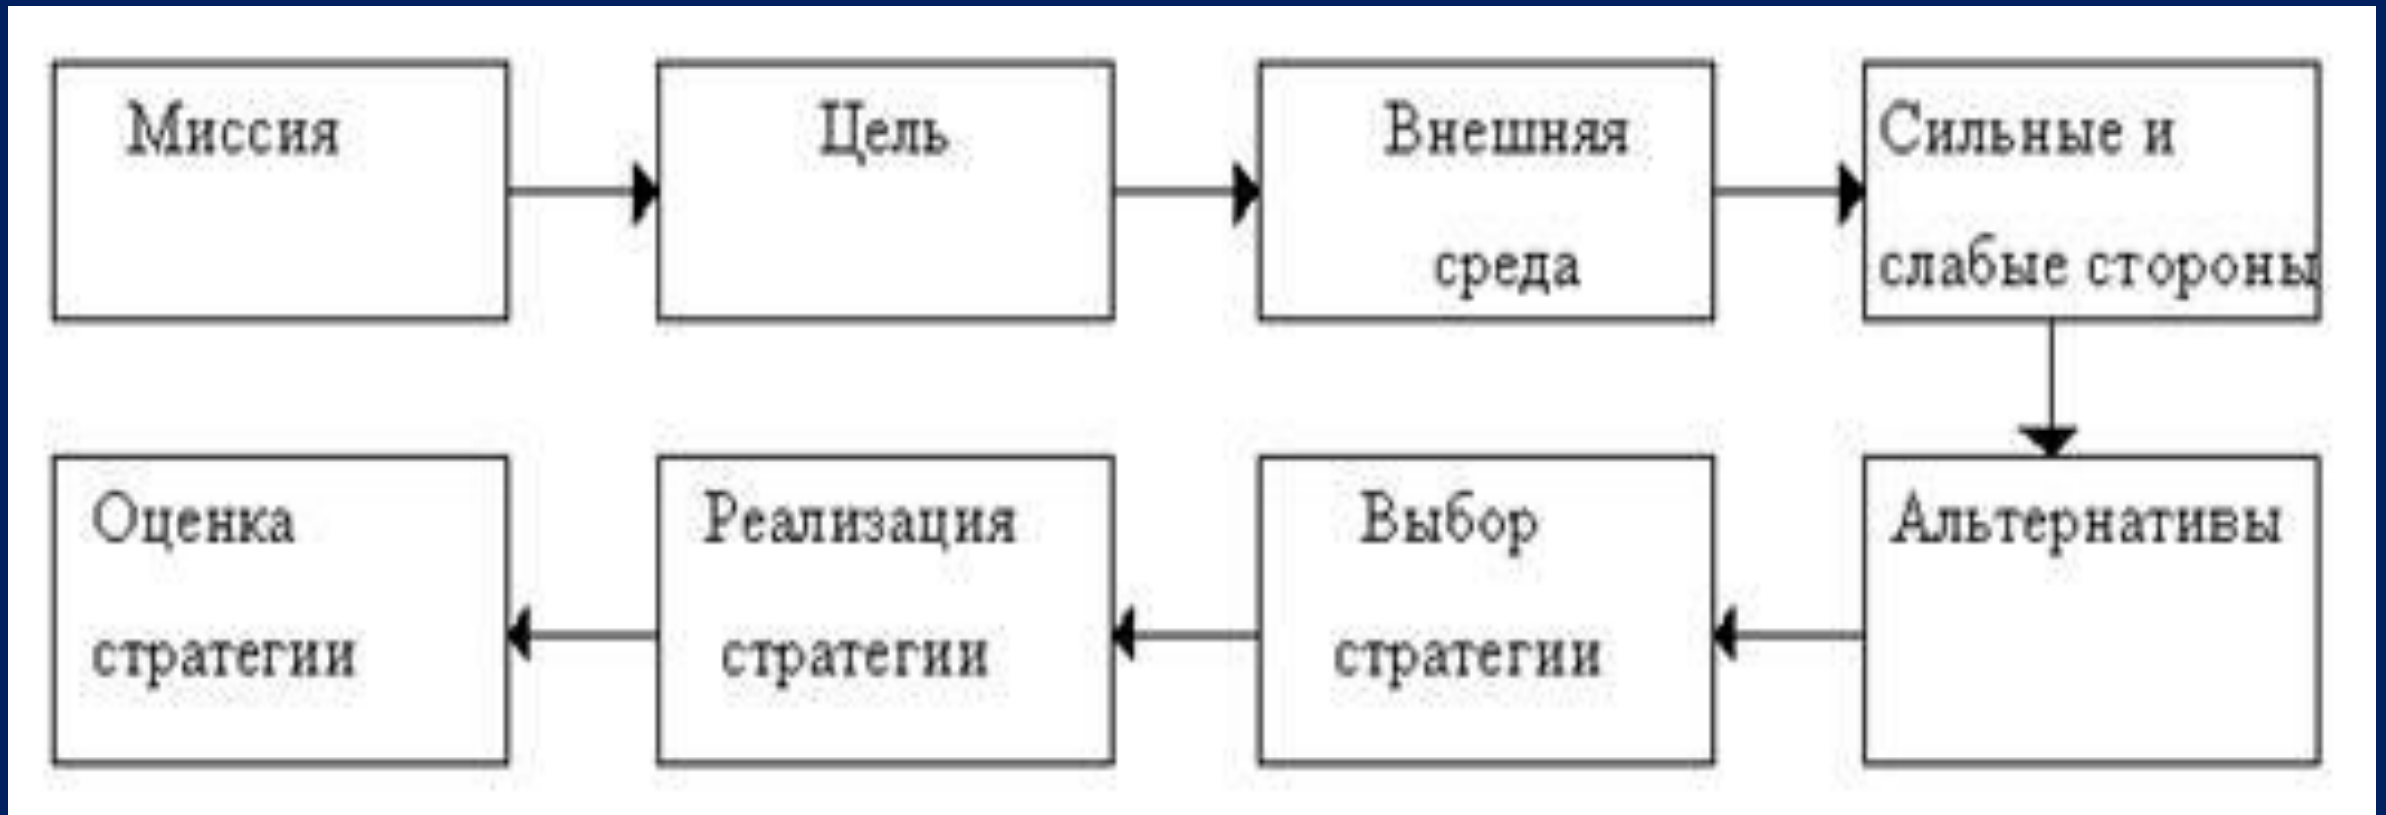 Миссия
Цель
Внешняя
среда
Сильные и
слабые стороны
Альтернативы
Выбор
стратегии
Реализация
стратегии
Оценка
стратегии